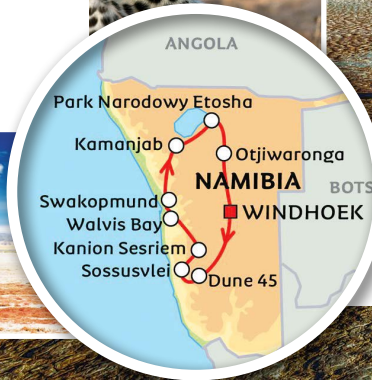 ANGOLA
Park Narodowy Etosha
Kamanjab
Otjiwaronga
NAMIBIA
BOTS
Swakopmund
WINDHOEK
Walvis Bay
Kanion Sesriem
Sossusvlei
Dune 45